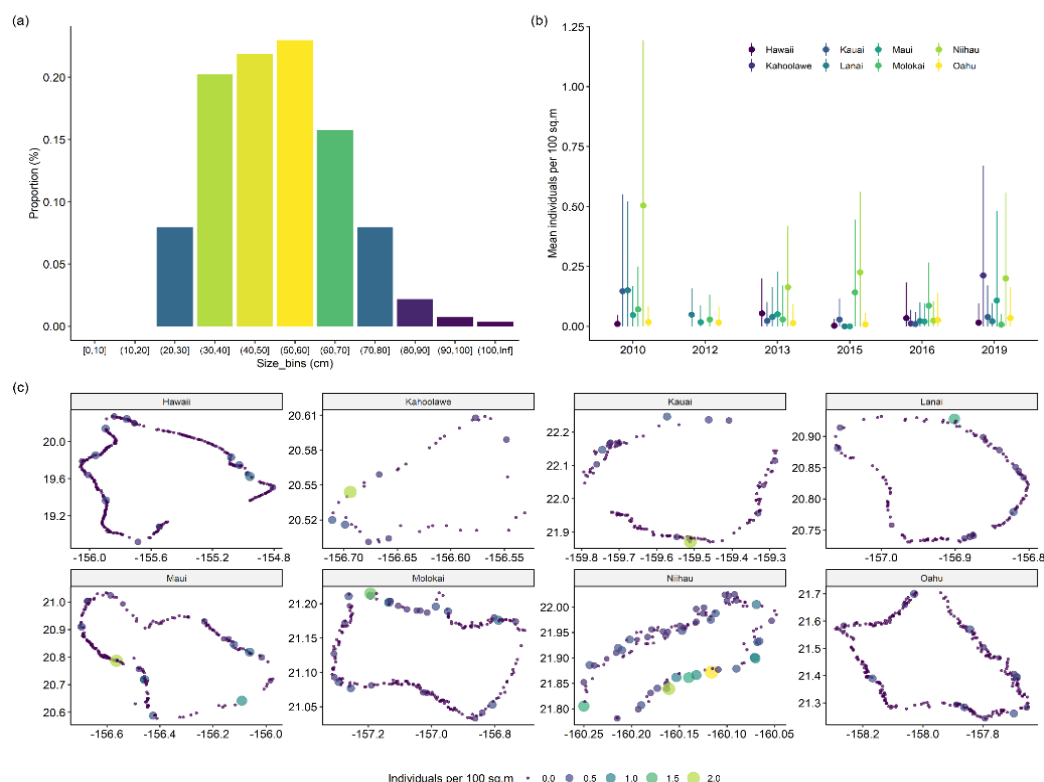 (a)
Proportion (%)
0.20
0.15
0.10
0.05
0.00
[0,10] (10,20] (20,30] (30,40] (40,50] (50,60] (60,70] (70,80] (80,90] (90,100] (100,Inf]
Size_bins (cm)
(b)
Mean individuals per 100 sq.m
1.25
1.00
0.75
0.50
0.25
0.00
Hawaii Kauai Maui Niihau
Kahoolawe Lanai Molokai Oahu
2010 2012 2013 2015 2016 2019
(c)
Hawaii
20.0
19.6
19.2
-156.0 -155.6 -155.2 -154.8
Kahoolawe
20.61
20.58
20.55
20.52
-156.70 -156.65 -156.60 -156.55
Kauai
22.2
22.1
22.0
21.9
-159.8 -159.7 -159.6 -159.5 -159.4 -159.3
Lanai
20.90
20.85
20.80
20.75
-157.0 -156.9 -156.8
Maui
21.0
20.9
20.8
20.7
20.6
-156.6 -156.4 -156.2 -156.0
Molokai
21.20
21.15
21.10
21.05
-157.2 -157.0 -156.8
Niihau
22.00
21.95
21.90
21.85
21.80
-160.25 -160.20 -160.15 -160.10 -160.05
Oahu
21.7
21.6
21.5
21.4
21.3
-158.2 -158.0 -157.8
Individuals per 100 sq.m 0.0 0.5 1.0 1.5 2.0